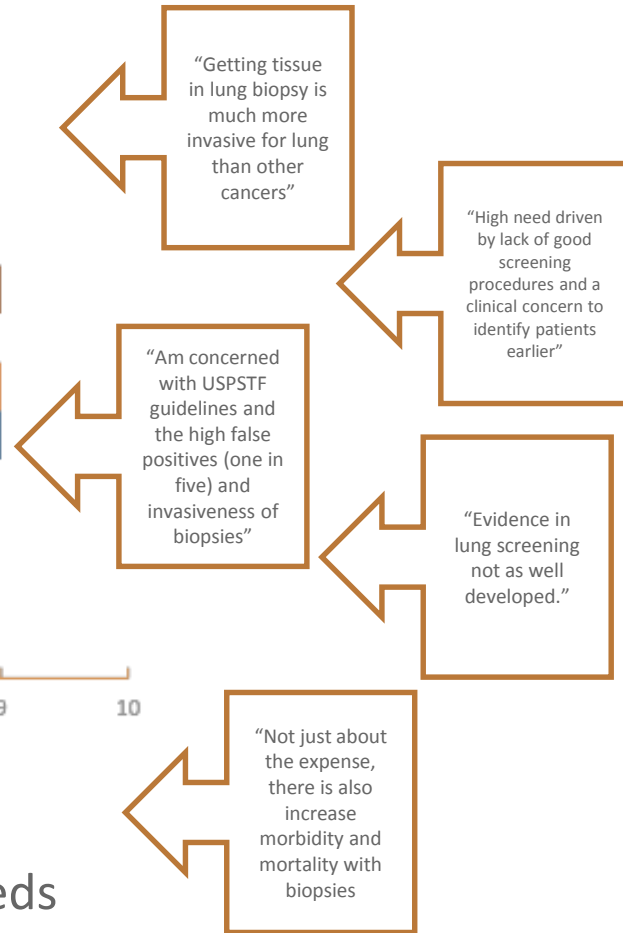 “Getting tissue
in lung biopsy is
much more
invasive for lung
than other
cancers”
“High need driven
by lack of good
screening
procedures and a
clinical concern to
identify patients
earlier”
“Am concerned
with USPSTF
guidelines and
the high false
positives (one in
five) and
invasiveness of
biopsies”
“Evidence in
lung screening
not as well
developed.”
10
“Not just about
the expense,
there is also
increase
morbidity and
mortality with
biopsies
eds